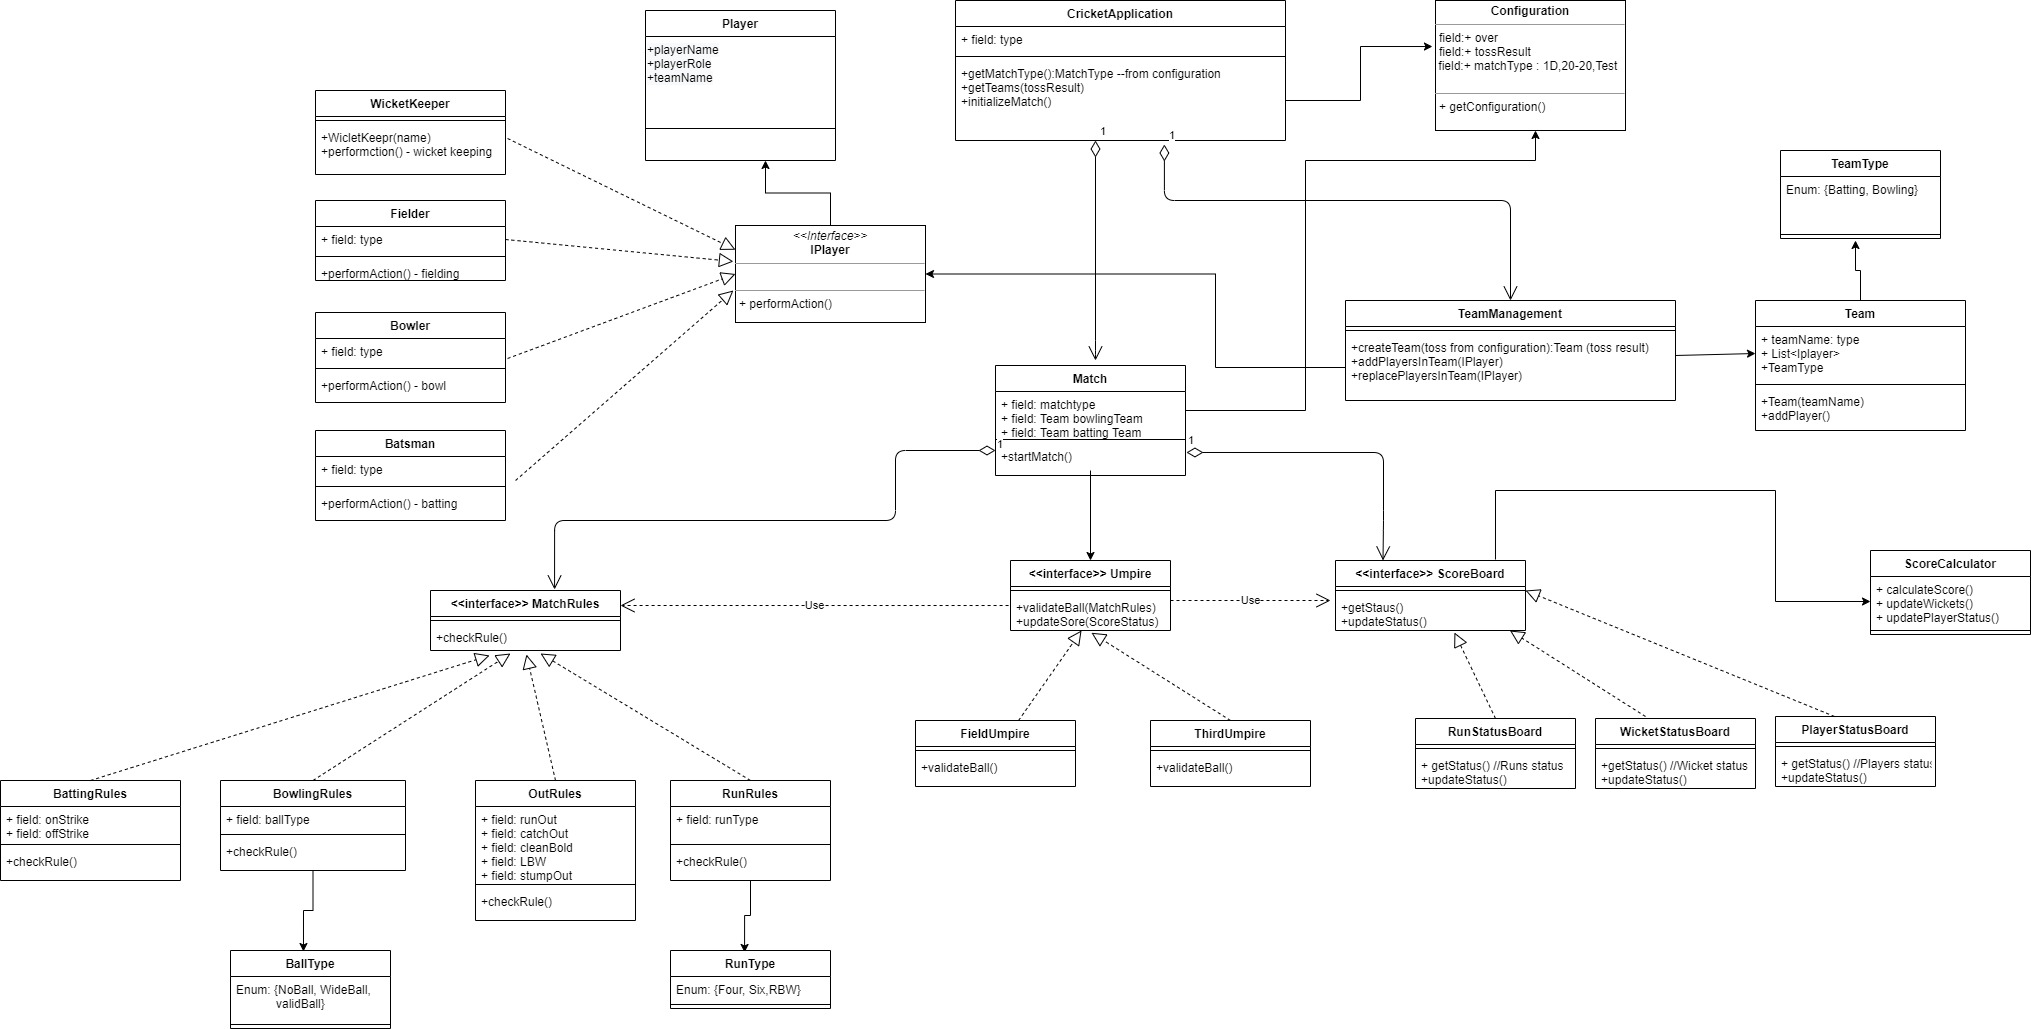 Player
+playerName
+playerRole
+teamName
CricketApplication
+ field: type
+getMatchType():MatchType --from configuration
+getTeams(tossResult)
+initializeMatch()
1
1
Configuration
field:+ over
field:+ tossResult
field:+ matchType : 1D,20-20,Test
+ getConfiguration()
WicketKeeper
+WicletKeepr(name)
+performction() - wicket keeping
Fielder
+ field: type
+performAction() - fielding
Bowler
+ field: type
+performAction() - bowl
Batsman
+ field: type
+performAction() - batting
<<Interface>>
IPlayer
+ performAction()
TeamType
Enum: {Batting, Bowling}
TeamManagement
+createTeam(toss from configuration):Team (toss result)
+addPlayersInTeam(IPlayer)
+replacePlayersInTeam(IPlayer)
Team
+ teamName: type
+ List<Iplayer>
+TeamType
+Team(teamName)
+addPlayer()
Match
+ field: matchtype
+ field: Team bowlingTeam
+ field: Team batting Team
+startMatch()
1
1
<<interface>> MatchRules
+checkRule()
Use
<<interface>> Umpire
+validateBall(MatchRules)
+updateSore(ScoreStatus)
Use
<<interface>> ScoreBoard
+getStaus()
+updateStatus()
ScoreCalculator
+ calculateScore()
+ updateWickets()
+ updatePlayerStatus()
FieldUmpire
+validateBall()
ThirdUmpire
+validateBall()
RunStatusBoard
+ getStatus() //Runs status
+updateStatus()
WicketStatusBoard
+getStatus() //Wicket status
+updateStatus()
PlayerStatusBoard
+ getStatus() //Players status
+updateStatus()
BattingRules
+ field: onStrike
+ field: offStrike
+checkRule()
BowlingRules
+ field: ballType
+checkRule()
OutRules
+ field: runOut
+ field: catchOut
+ field: cleanBold
+ field: LBW
+ field: stumpOut
+checkRule()
RunRules
+ field: runType
+checkRule()
BallType
Enum: {NoBall, WideBall,
validBall}
RunType
Enum: {Four, Six,RBW}